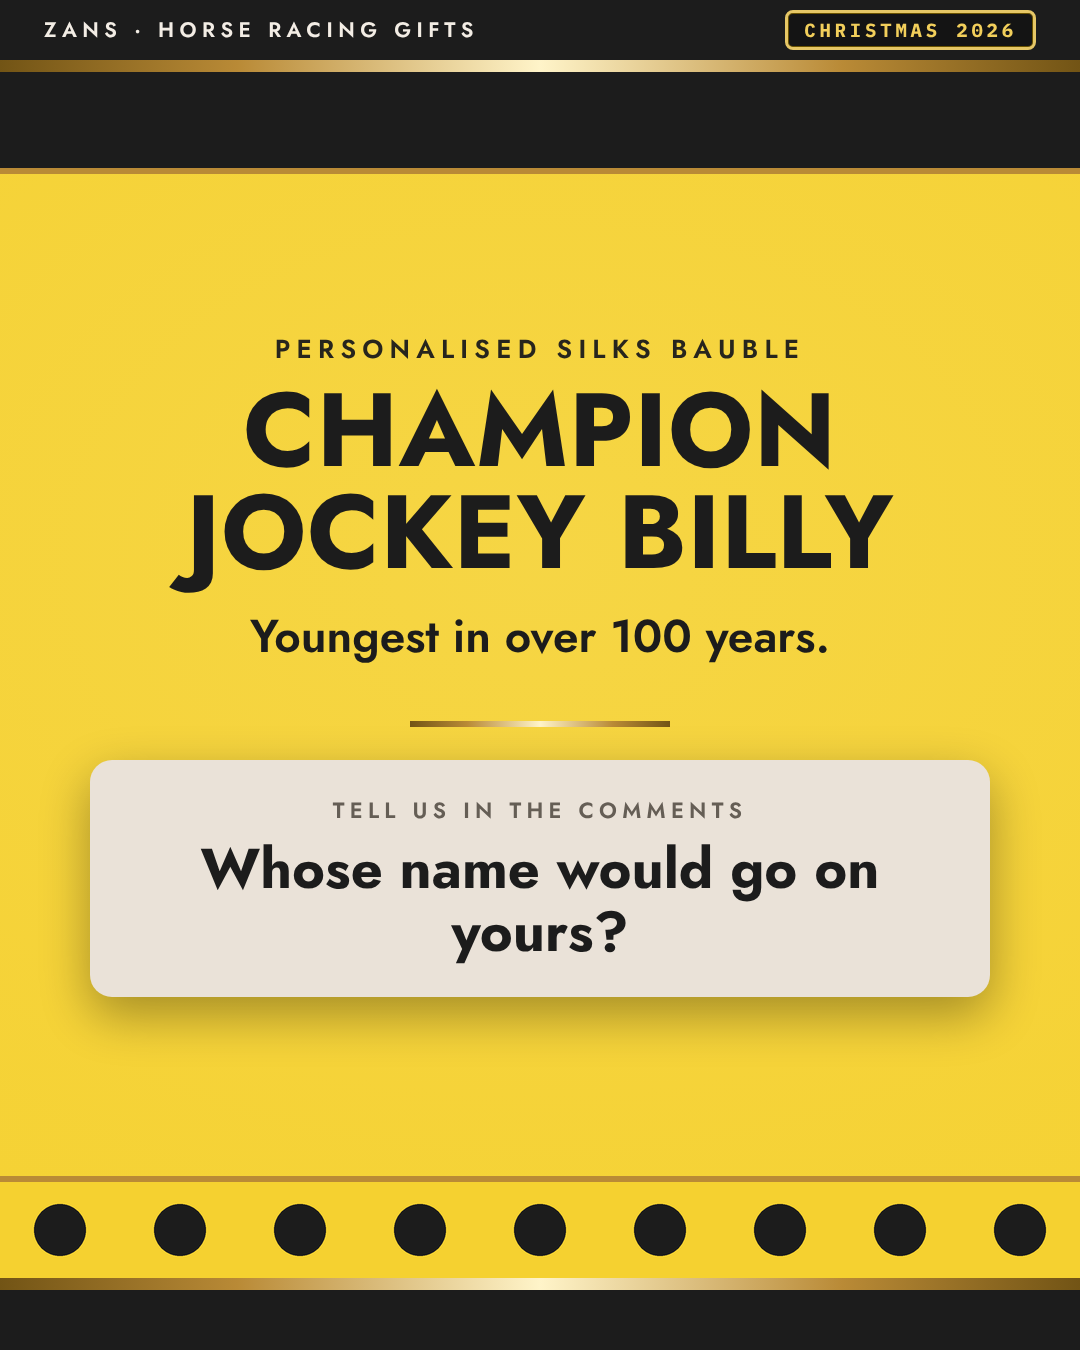 ZANS · HORSE RACING GIFTS
CHRISTMAS 2026
PERSONALISED SILKS BAUBLE
CHAMPION
JOCKEY BILLY
Youngest in over 100 years.
TELL US IN THE COMMENTS
Whose name would go on
yours?